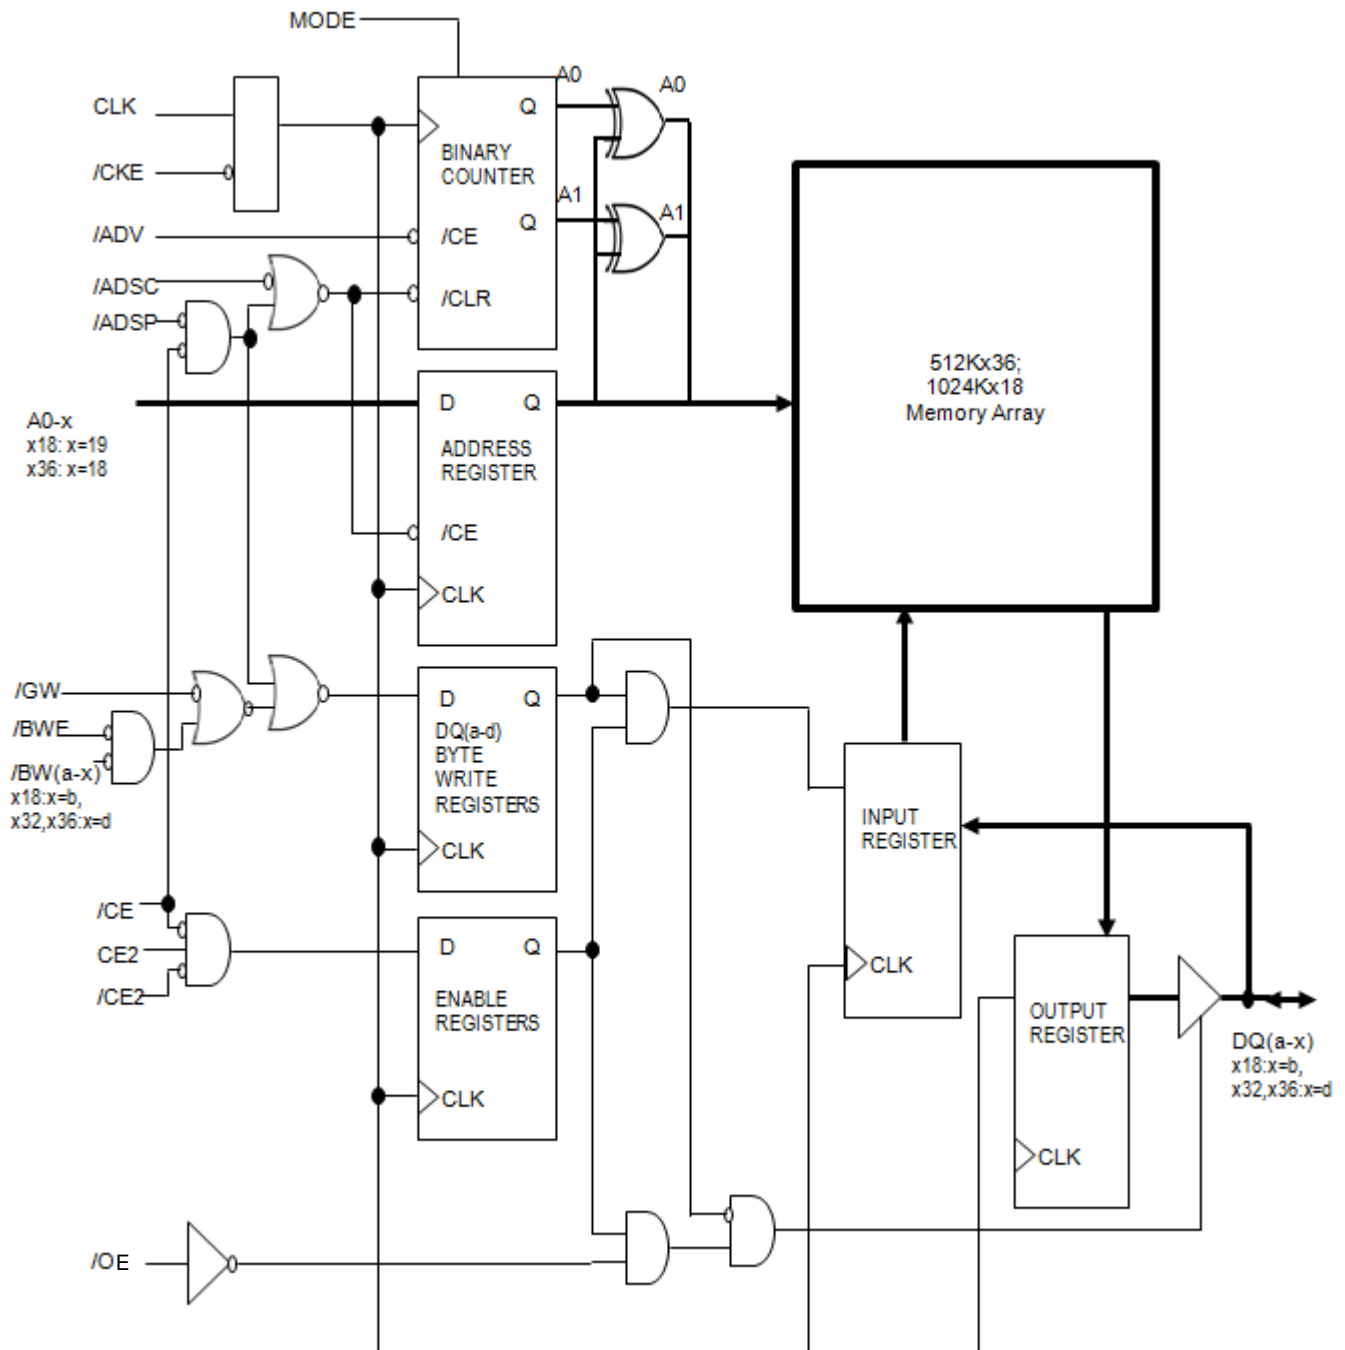 MODE
CLK
/CKE
/ADV
/ADSC
/ADSP
A0-x
x18: x=19
x36: x=18
Q
BINARY
COUNTER
Q
/CE
/CLR
A0
A0
A1
A1
D Q
ADDRESS
REGISTER
/CE
CLK
512Kx36;
1024Kx18
Memory Array
/GW
/BWE
/BW(a-x)
x18:x=b,
x32,x36:x=d
D Q
DQ(a-d)
BYTE
WRITE
REGISTERS
CLK
/CE
CE2
/CE2
D Q
ENABLE
REGISTERS
CLK
INPUT
REGISTER
CLK
OUTPUT
REGISTER
CLK
DQ(a-x)
x18:x=b,
x32,x36:x=d
/OE